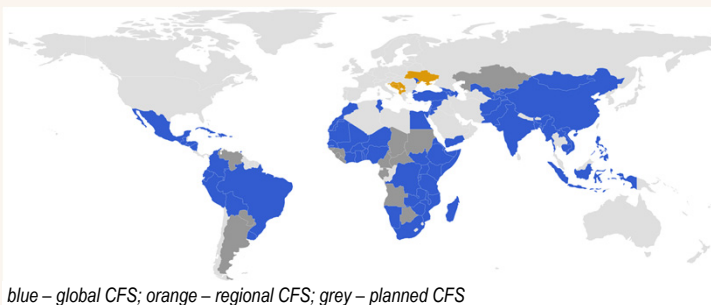 blue – global CFS; orange – regional CFS; grey – planned CFS